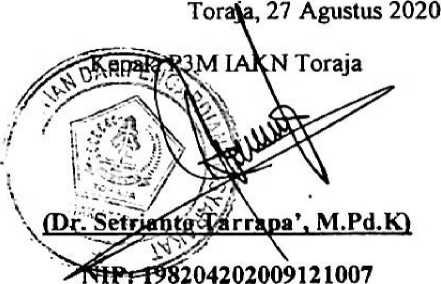 Toraja, 27 Agustus 2020
Kepala P3M IAKN Toraja
(Dr. Setrianto Tarrapa’, M.Pd.K)
NIP: 198204202009121007